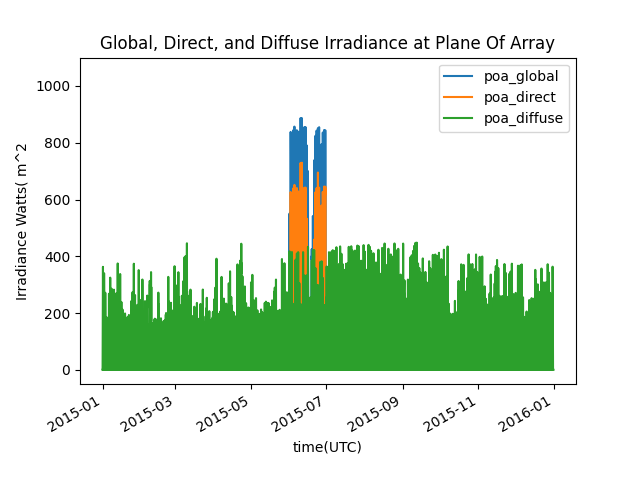 Global, Direct, and Diffuse Irradiance at Plane Of Array
poa_global
poa_direct
poa_diffuse
Irradiance Watts( m^2
1000
800
600
400
200
0
2015-01
2015-03
2015-05
2015-07
2015-09
2015-11
2016-01
time(UTC)